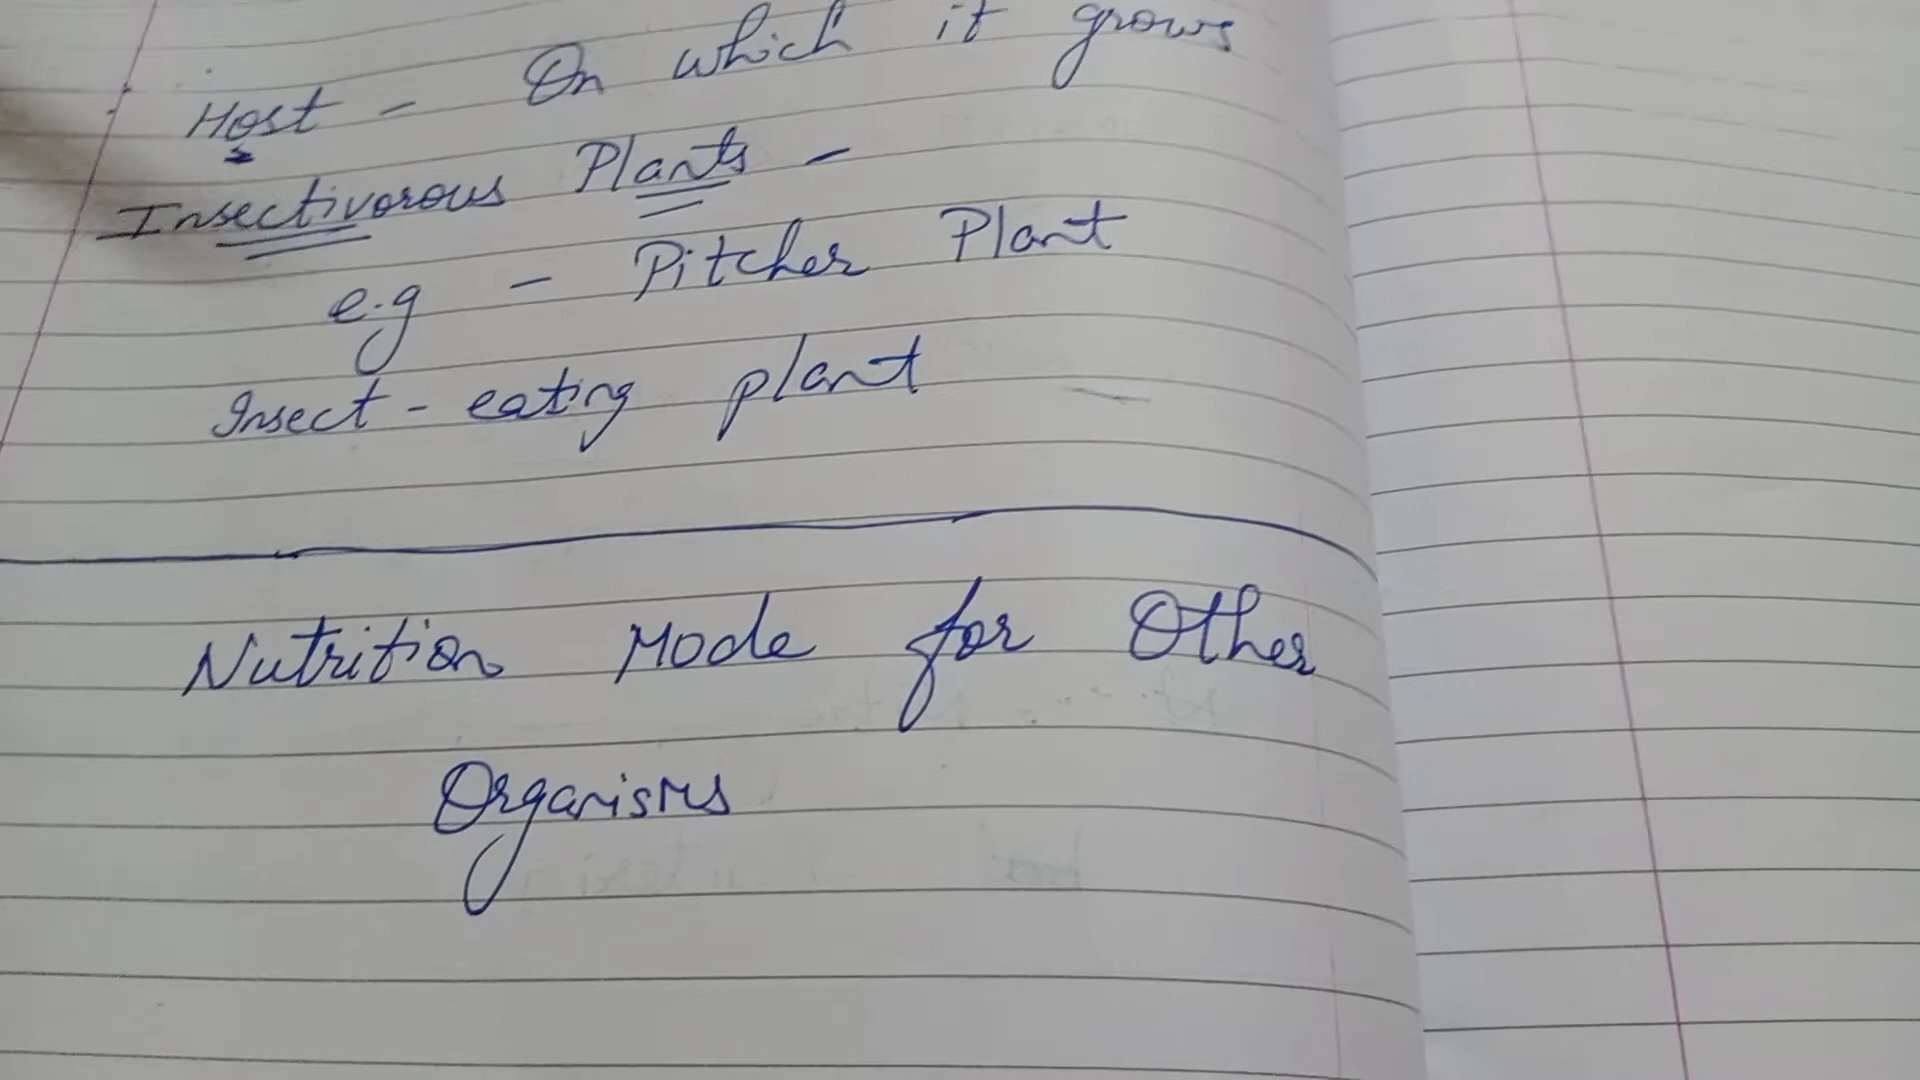 Host - On which it grows
Insectivorous Plants -
e.g - Pitcher Plant
Insect - eating plant
Nutrition Mode for Other
Organisms